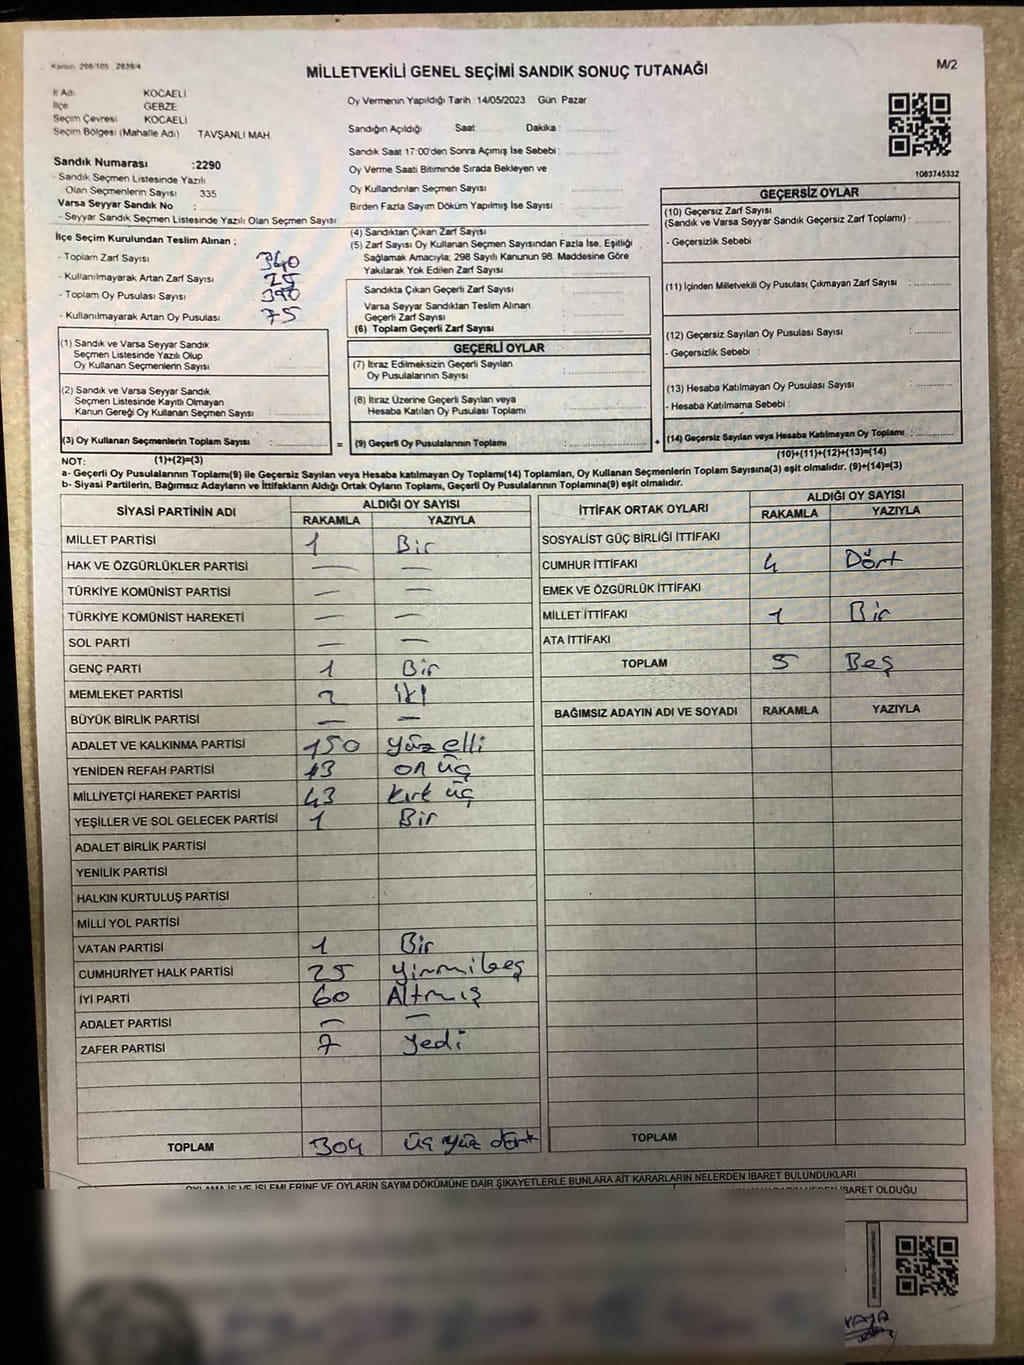 Kanun: 298/105 , 2839/4
MİLLETVEKİLİ GENEL SEÇİMİ SANDIK SONUÇ TUTANAĞI
M/2
İl Adı KOCAELİ
İlçe GEBZE
Seçim Çevresi KOCAELİ
Seçim Bölgesi (Mahalle Adı) TAVŞANLI MAH.
Sandık Numarası :2290
- Sandık Seçmen Listesinde Yazılı
Olan Seçmenlerin Sayısı 335
Varsa Seyyar Sandık No :
- Seyyar Sandık Seçmen Listesinde Yazılı Olan Seçmen Sayısı
Oy Vermenin Yapıldığı Tarih :14/05/2023 Gün: Pazar
Sandığın Açıldığı Saat: Dakika :
Sandık Saat 17:00'den Sonra Açılmış İse Sebebi :
Oy Verme Saati Bitiminde Sırada Bekleyen ve
Oy Kullandırılan Seçmen Sayısı
Birden Fazla Sayım Döküm Yapılmış İse Sayısı :
1083745332
İlçe Seçim Kurulundan Teslim Alınan ;
- Toplam Zarf Sayısı 340
- Kullanılmayarak Artan Zarf Sayısı 25
- Toplam Oy Pusulası Sayısı 390
- Kullanılmayarak Artan Oy Pusulası 75
(1) Sandık ve Varsa Seyyar Sandık
Seçmen Listesinde Yazılı Olup
Oy Kullanan Seçmenlerin Sayısı :
(2) Sandık ve Varsa Seyyar Sandık
Seçmen Listesinde Kayıtlı Olmayan
Kanun Gereği Oy Kullanan Seçmen Sayısı :
(3) Oy Kullanan Seçmenlerin Toplam Sayısı :
(4) Sandıktan Çıkan Zarf Sayısı :
(5) Zarf Sayısı Oy Kullanan Seçmen Sayısından Fazla İse, Eşitliği
Sağlamak Amacıyla; 298 Sayılı Kanunun 98. Maddesine Göre
Yakılarak Yok Edilen Zarf Sayısı :
Sandıkta Çıkan Geçerli Zarf Sayısı :
Varsa Seyyar Sandıktan Teslim Alınan
Geçerli Zarf Sayısı :
(6) Toplam Geçerli Zarf Sayısı :
GEÇERLİ OYLAR
(7) İtiraz Edilmeksizin Geçerli Sayılan
Oy Pusulalarının Sayısı :
(8) İtiraz Üzerine Geçerli Sayılan veya
Hesaba Katılan Oy Pusulası Toplamı :
= (9) Geçerli Oy Pusulalarının Toplamı :
GEÇERSİZ OYLAR
(10) Geçersiz Zarf Sayısı
(Sandık ve Varsa Seyyar Sandık Geçersiz Zarf Toplamı) :
- Geçersizlik Sebebi :
(11) İçinden Milletvekili Oy Pusulası Çıkmayan Zarf Sayısı :
(12) Geçersiz Sayılan Oy Pusulası Sayısı :
- Geçersizlik Sebebi :
(13) Hesaba Katılmayan Oy Pusulası Sayısı :
- Hesaba Katılmama Sebebi :
+ (14) Geçersiz Sayılan veya Hesaba Katılmayan Oy Toplamı :
NOT: (1)+(2)=(3)
(10)+(11)+(12)+(13)=(14)
a- Geçerli Oy Pusulalarının Toplamı(9) ile Geçersiz Sayılan veya Hesaba katılmayan Oy Toplamı(14) Toplamları, Oy Kullanan Seçmenlerin Toplam Sayısına(3) eşit olmalıdır. (9)+(14)=(3)
b- Siyasi Partilerin, Bağımsız Adayların ve İttifakların Aldığı Ortak Oyların Toplamı, Geçerli Oy Pusulalarının Toplamına(9) eşit olmalıdır.
SİYASİ PARTİNİN ADI ALDIĞI OY SAYISI
RAKAMLA YAZIYLA
MİLLET PARTİSİ 1 Bir
HAK VE ÖZGÜRLÜKLER PARTİSİ — —
TÜRKİYE KOMÜNİST PARTİSİ — —
TÜRKİYE KOMÜNİST HAREKETİ — —
SOL PARTİ — —
GENÇ PARTİ 1 Bir
MEMLEKET PARTİSİ 2 iki
BÜYÜK BİRLİK PARTİSİ — —
ADALET VE KALKINMA PARTİSİ 150 yüz elli
YENİDEN REFAH PARTİSİ 13 on üç
MİLLİYETÇİ HAREKET PARTİSİ 43 kırk üç
YEŞİLLER VE SOL GELECEK PARTİSİ 1 Bir
ADALET BİRLİK PARTİSİ
YENİLİK PARTİSİ
HALKIN KURTULUŞ PARTİSİ
MİLLİ YOL PARTİSİ
VATAN PARTİSİ 1 Bir
CUMHURİYET HALK PARTİSİ 25 yirmibeş
İYİ PARTİ 60 Altmış
ADALET PARTİSİ — —
ZAFER PARTİSİ 7 yedi
TOPLAM 304 üç yüz dört
İTTİFAK ORTAK OYLARI ALDIĞI OY SAYISI
RAKAMLA YAZIYLA
SOSYALİST GÜÇ BİRLİĞİ İTTİFAKI
CUMHUR İTTİFAKI 4 Dört
EMEK VE ÖZGÜRLÜK İTTİFAKI
MİLLET İTTİFAKI 1 Bir
ATA İTTİFAKI
TOPLAM 5 Beş
BAĞIMSIZ ADAYIN ADI VE SOYADI RAKAMLA YAZIYLA
TOPLAM
OYLAMA İŞ VE İŞLEMLERİNE VE OYLARIN SAYIM DÖKÜMÜNE DAİR ŞİKAYETLERLE BUNLARA AİT KARARLARIN NELERDEN İBARET BULUNDUKLARI
İBARET OLDUĞU